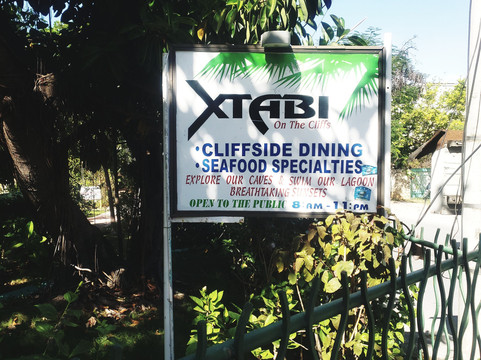 XTABI
On The Cliffs
• CLIFFSIDE DINING
• SEAFOOD SPECIALTIES
EXPLORE OUR CAVES & SWIM OUR LAGOON
BREATHTAKING SUNSETS
OPEN TO THE PUBLIC 8 AM - 11:PM